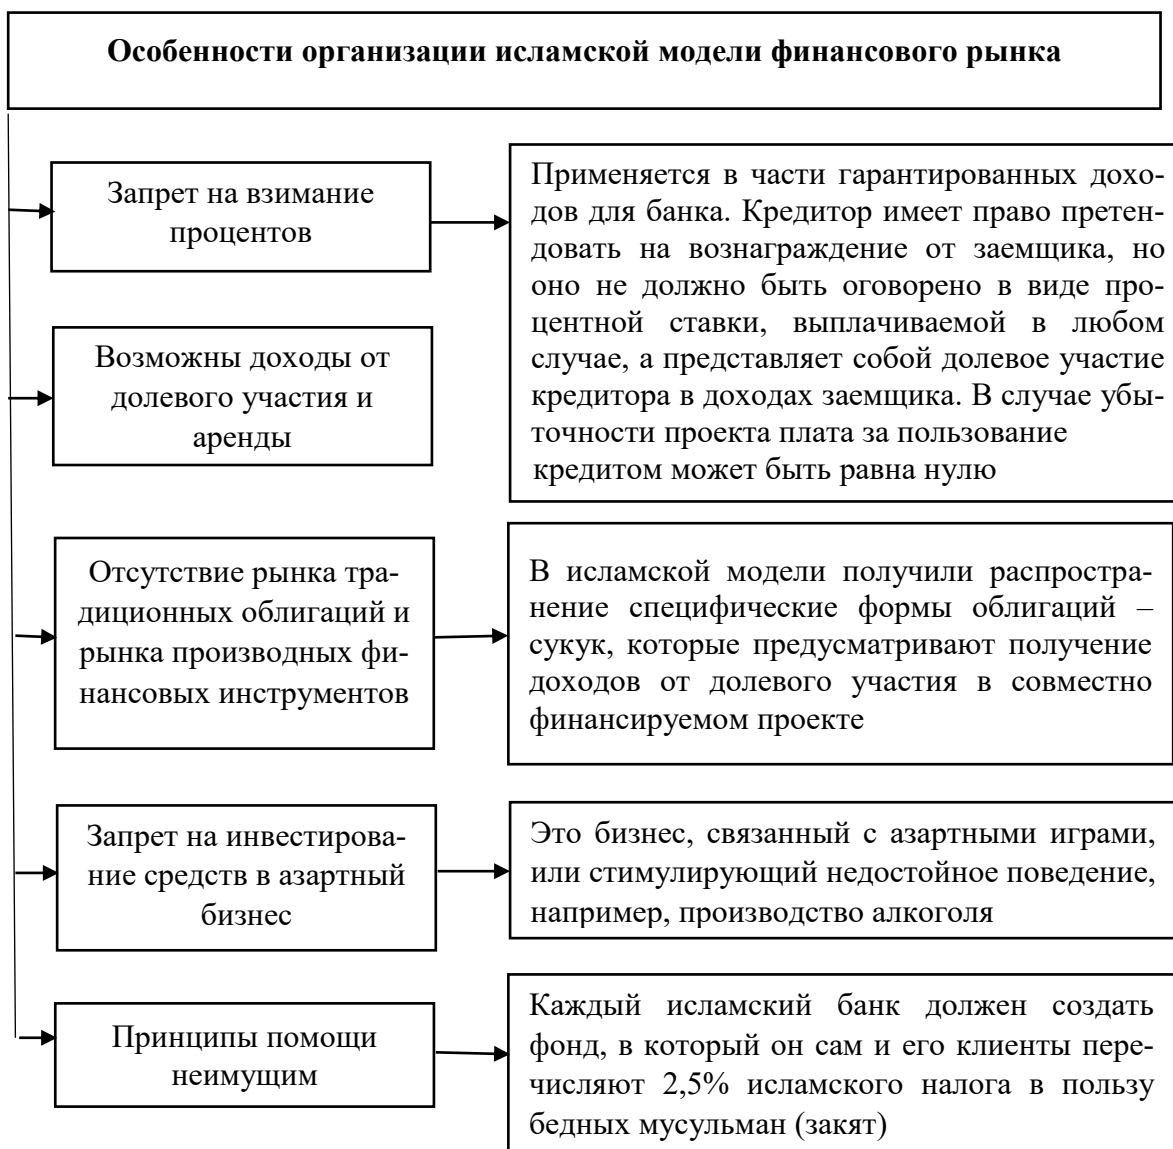 Особенности организации исламской модели финансового рынка
Запрет на взимание
процентов
Применяется в части гарантированных дохо-
дов для банка. Кредитор имеет право претен-
довать на вознаграждение от заемщика, но
оно не должно быть оговорено в виде про-
центной ставки, выплачиваемой в любом
случае, а представляет собой долевое участие
кредитора в доходах заемщика. В случае убы-
точности проекта плата за пользование
кредитом может быть равна нулю
Возможны доходы от
долевого участия и
аренды
Отсутствие рынка тра-
диционных облигаций и
рынка производных фи-
нансовых инструментов
В исламской модели получили распростра-
нение специфические формы облигаций –
сукук, которые предусматривают получение
доходов от долевого участия в совместно
финансируемом проекте
Запрет на инвестирова-
ние средств в азартный
бизнес
Это бизнес, связанный с азартными играми,
или стимулирующий недостойное поведение,
например, производство алкоголя
Принципы помощи
неимущим
Каждый исламский банк должен создать
фонд, в который он сам и его клиенты пере-
числяют 2,5% исламского налога в пользу
бедных мусульман (закят)